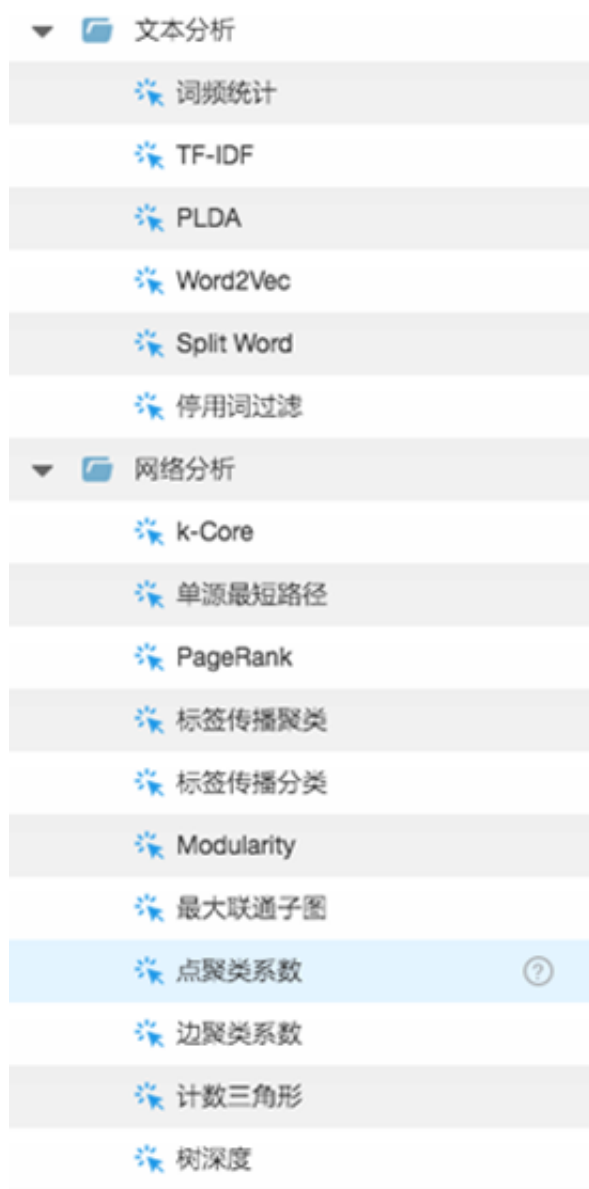 文本分析
词频统计
TF-IDF
PLDA
Word2Vec
Split Word
停用词过滤
网络分析
k-Core
单源最短路径
PageRank
标签传播聚类
标签传播分类
Modularity
最大联通子图
点聚类系数
边聚类系数
计数三角形
树深度